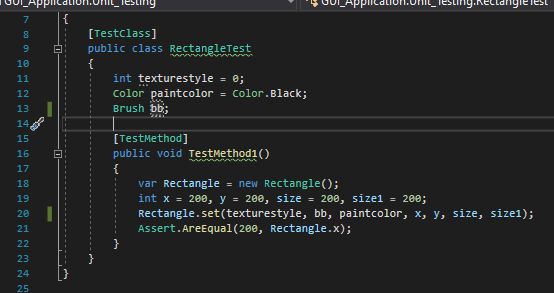 GUI_Application.Unit_Testing GUI_Application.Unit_Testing.RectangleTest
7 {
8 [TestClass]
9 public class RectangleTest
10 {
11 int texturestyle = 0;
12 Color paintcolor = Color.Black;
13 Brush bb;
14
15 [TestMethod]
16 public void TestMethod1()
17 {
18 var Rectangle = new Rectangle();
19 int x = 200, y = 200, size = 200, size1 = 200;
20 Rectangle.set(texturestyle, bb, paintcolor, x, y, size, size1);
21 Assert.AreEqual(200, Rectangle.x);
22 }
23 }
24 }
25